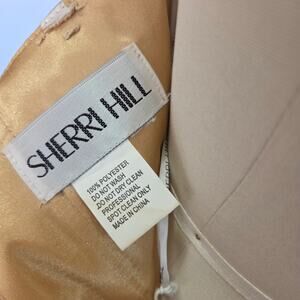 SHERRI HILL
100% POLYESTER
DO NOT WASH
.DO NOT DRY CLEAN
PROFESSIONAL
SPOT CLEAN ONLY
MADE IN CHINA